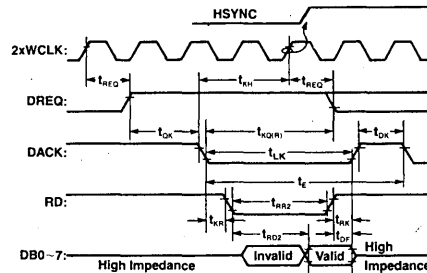 HSYNC
2xWCLK:
tREQ
tKH
tREQ
DREQ:
tQK
tKQ(R)
tDK
DACK:
tLK
tE
RD:
tRR2
tKR
tRK
tRD2
tDF
DB0~7:
High Impedance
Invalid
Valid
High
Impedance